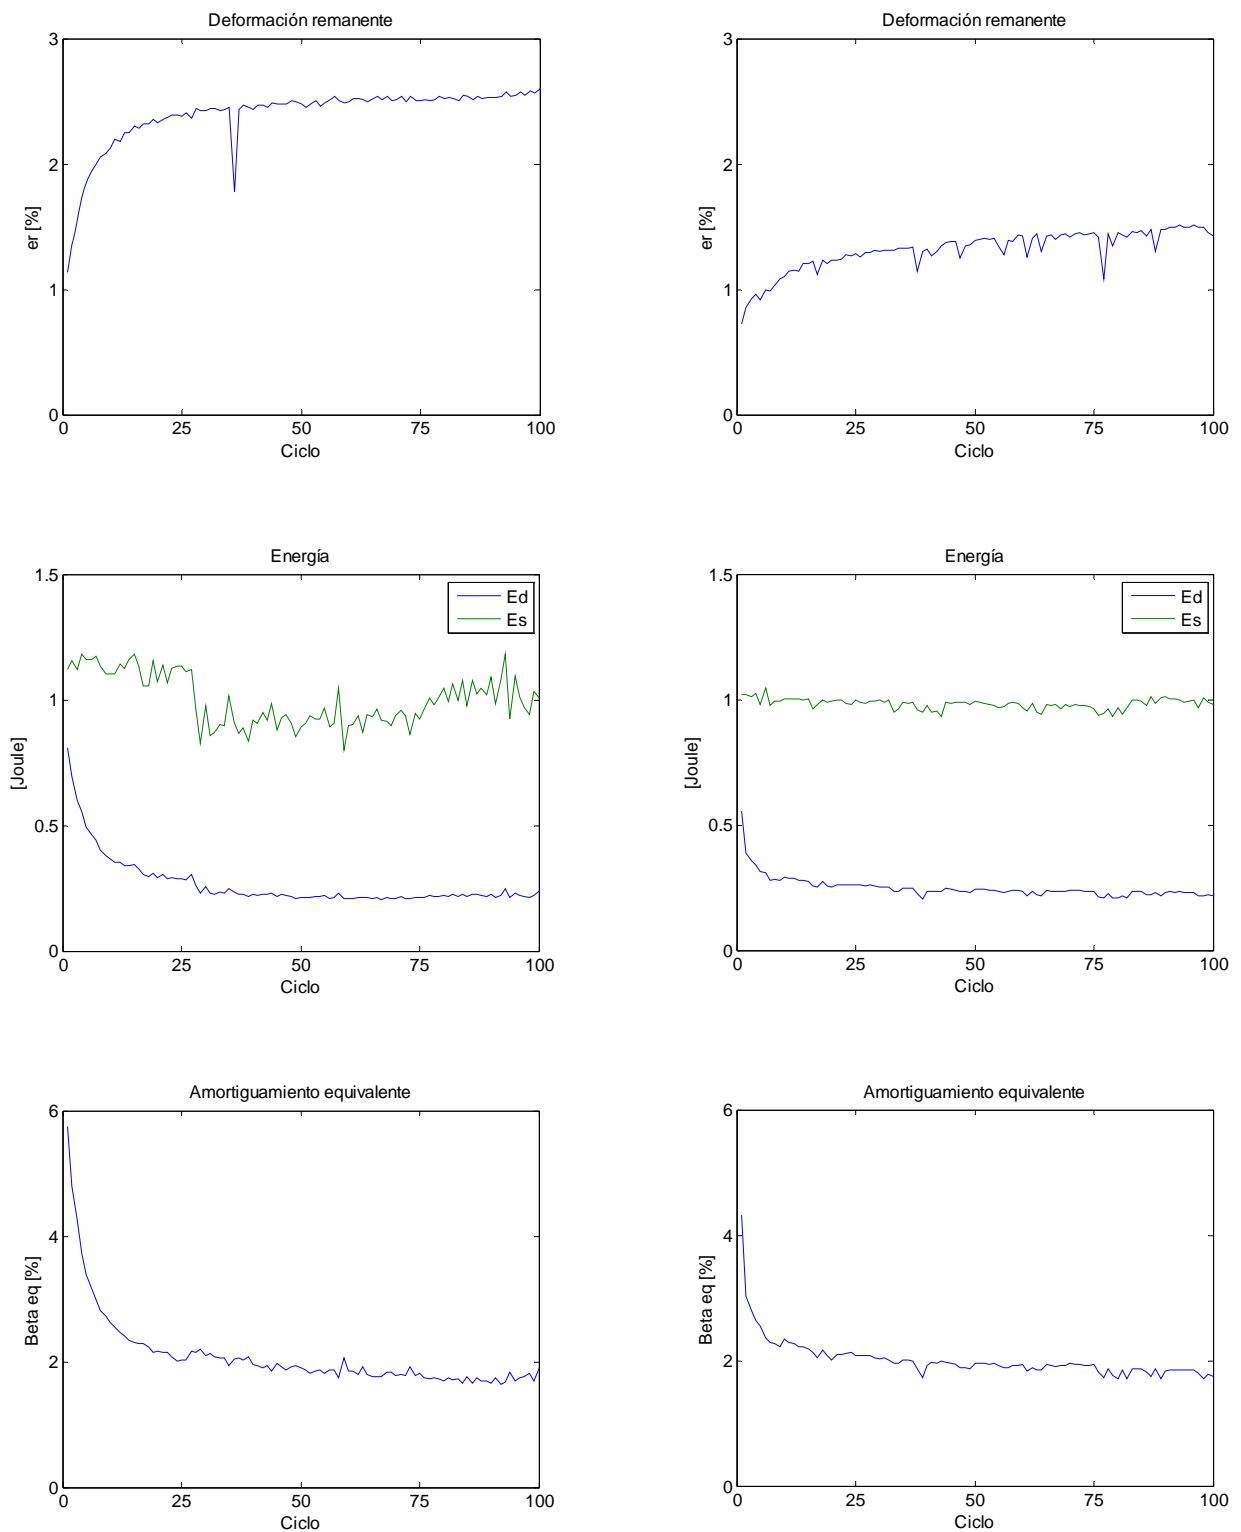 Deformación remanente
3
2
1
0
er [%]
0 25 50 75 100
Ciclo
Deformación remanente
3
2
1
0
er [%]
0 25 50 75 100
Ciclo
Energía
1.5
1
0.5
0
[Joule]
Ed
Es
0 25 50 75 100
Ciclo
Energía
1.5
1
0.5
0
[Joule]
Ed
Es
0 25 50 75 100
Ciclo
Amortiguamiento equivalente
6
4
2
0
Beta eq [%]
0 25 50 75 100
Ciclo
Amortiguamiento equivalente
6
4
2
0
Beta eq [%]
0 25 50 75 100
Ciclo